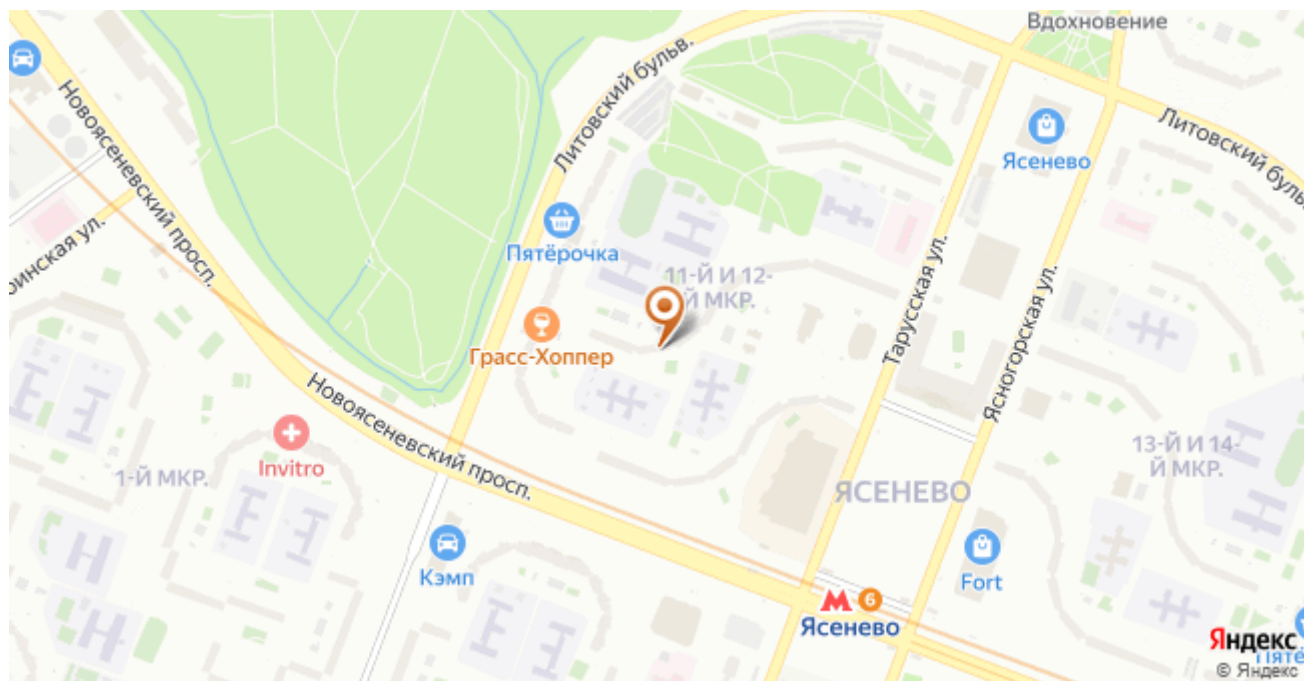 Вдохновение
Литовский бульв.
Новоясеневский просп.
Ясенево
Литовский бульв.
Пятёрочка
11-Й И 12-
Й МКР.
Тарусская ул.
Ясногорская ул.
Грасс-Хоппер
Новоясеневский просп.
Invitro
1-Й МКР.
13-Й И 14-
Й МКР.
ЯСЕНЕВО
Кэмп
Fort
6
Ясенево
Яндекс
© Яндекс